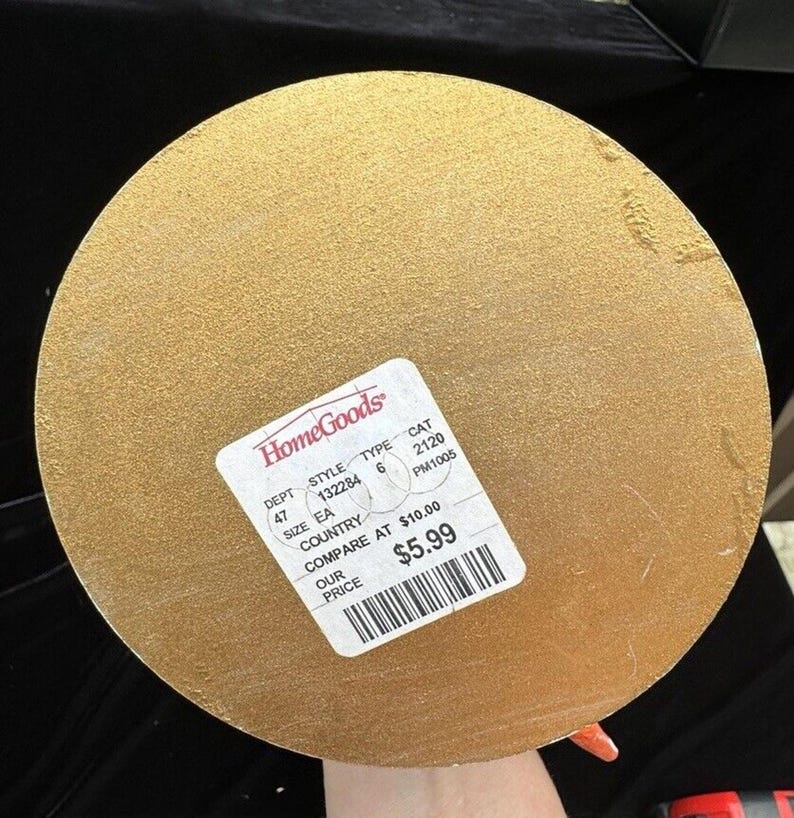 HomeGoods®
DEPT STYLE TYPE CAT
47 132284 6 2120
SIZE EA PM1005
COUNTRY
COMPARE AT $10.00
OUR
PRICE $5.99